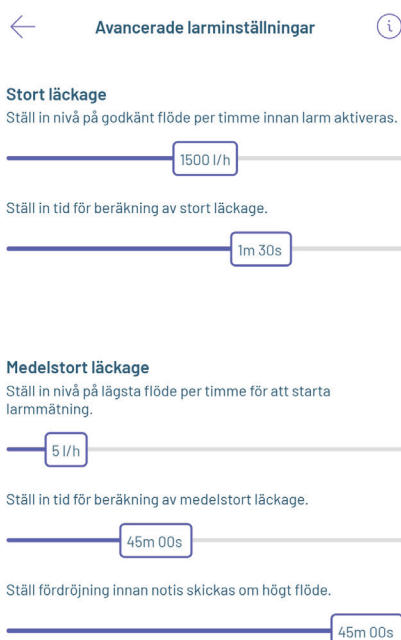 Avancerade larminställningar
i
Stort läckage
Ställ in nivå på godkänt flöde per timme innan larm aktiveras.
1500 l/h
Ställ in tid för beräkning av stort läckage.
1m 30s
Medelstort läckage
Ställ in nivå på lägsta flöde per timme för att starta
larmmätning.
5 l/h
Ställ in tid för beräkning av medelstort läckage.
45m 00s
Ställ fördröjning innan notis skickas om högt flöde.
45m 00s